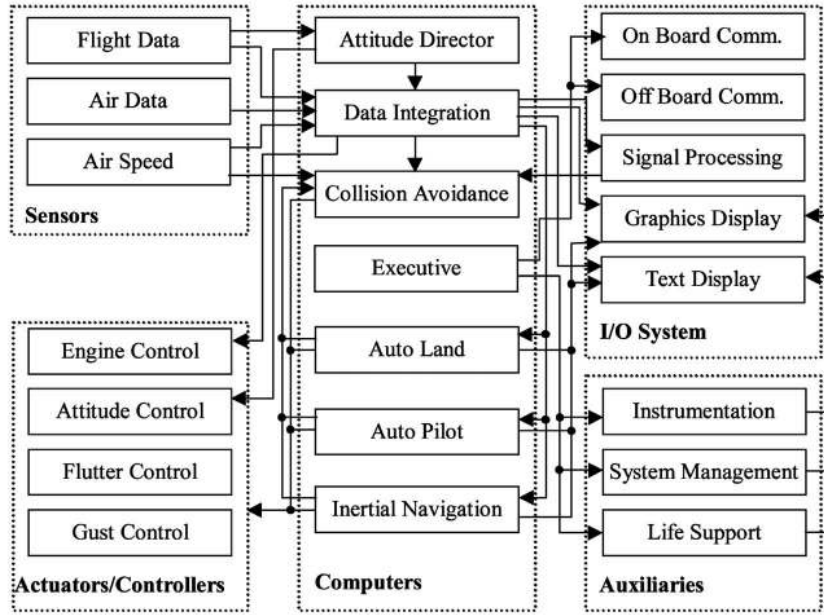 Flight Data
Air Data
Air Speed
Sensors
Engine Control
Attitude Control
Flutter Control
Gust Control
Actuators/Controllers
Attitude Director
Data Integration
Collision Avoidance
Executive
Auto Land
Auto Pilot
Inertial Navigation
Computers
On Board Comm.
Off Board Comm.
Signal Processing
Graphics Display
Text Display
I/O System
Instrumentation
System Management
Life Support
Auxiliaries